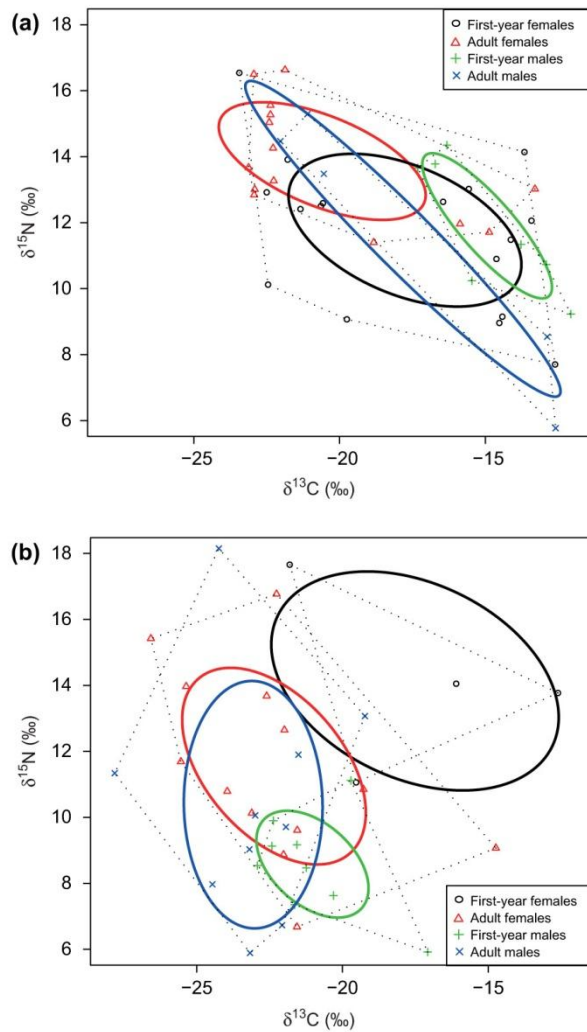 (a)
First-year females
Adult females
First-year males
Adult males
16
14
12
10
8
6
δ15N (‰)
−25
−20
−15
δ13C (‰)
(b)
18
16
14
12
10
8
6
δ15N (‰)
First-year females
Adult females
First-year males
Adult males
−25
−20
−15
δ13C (‰)